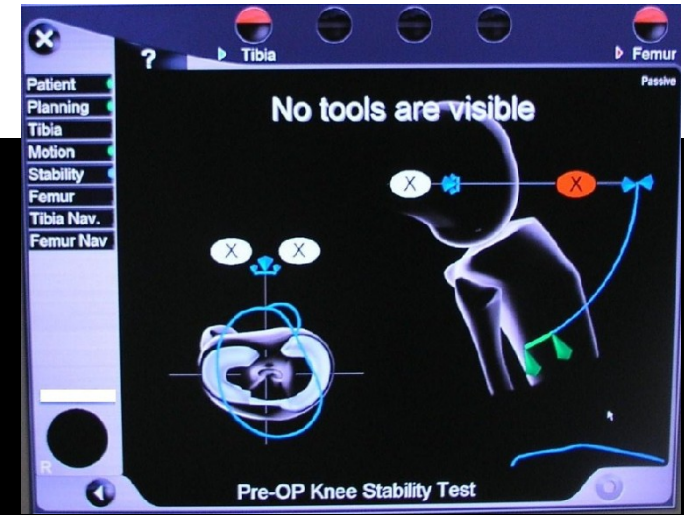 X
?
Tibia
Femur
Passive
Patient
Planning
Tibia
Motion
Stability
Femur
Tibia Nav.
Femur Nav
No tools are visible
X
X
X
X
R
Pre-OP Knee Stability Test